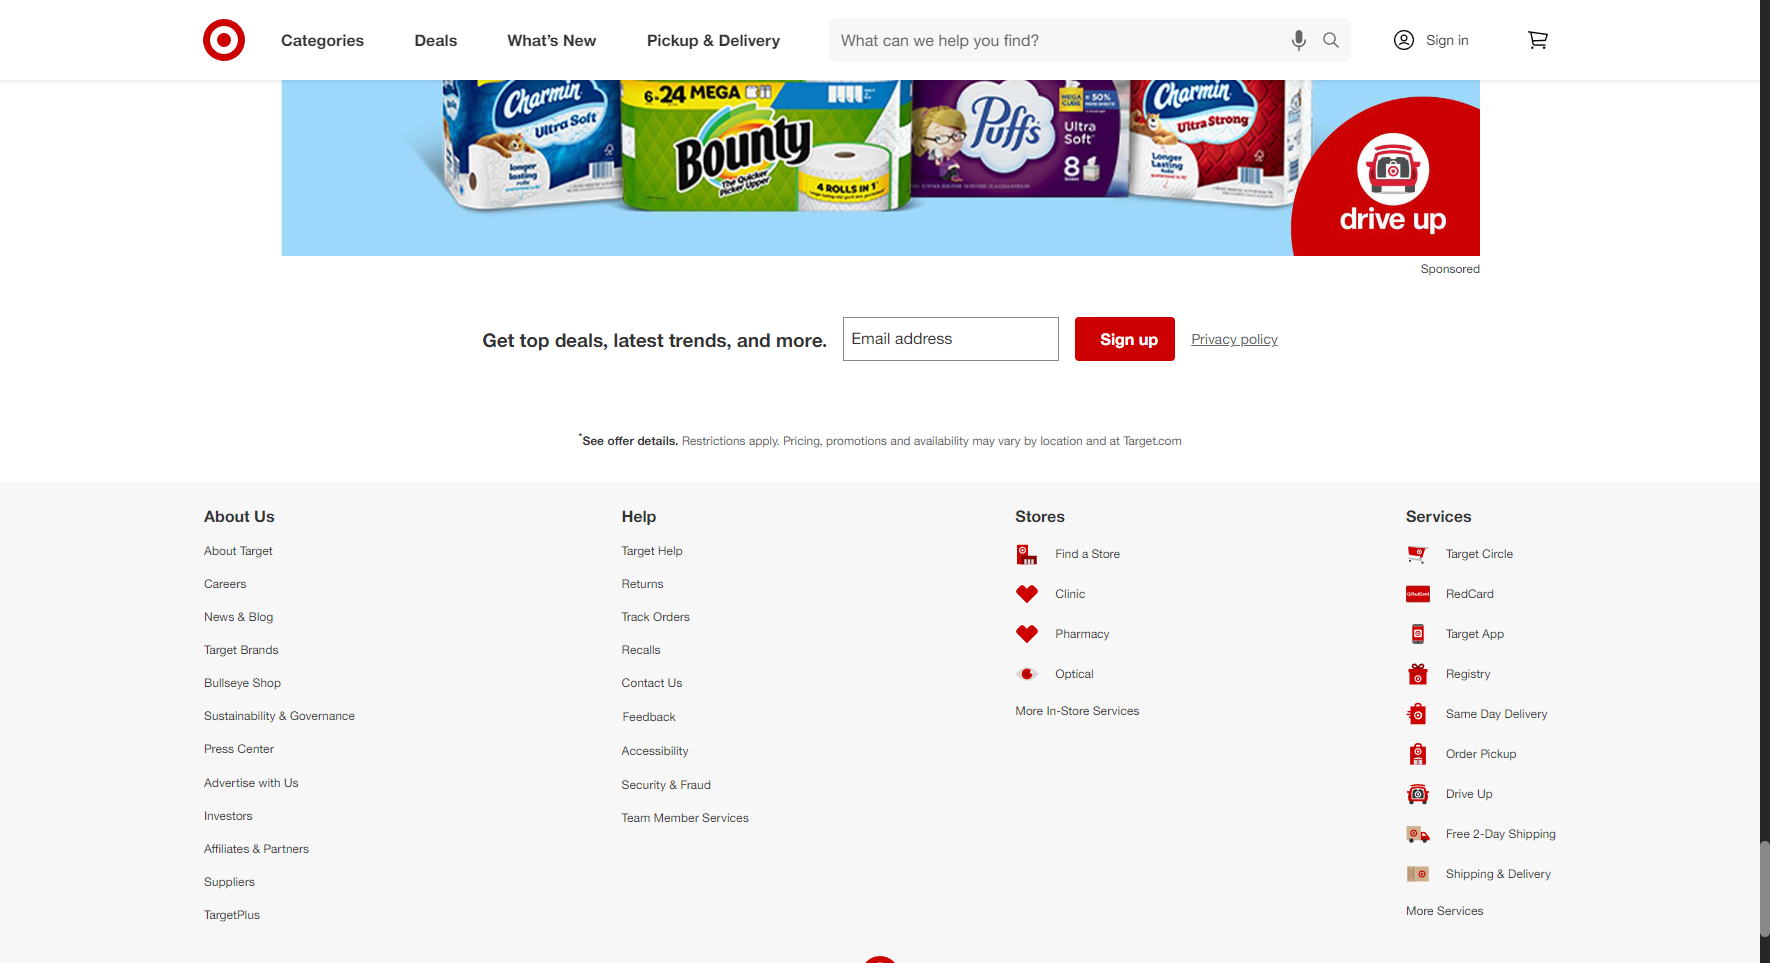 Categories
Deals
What's New
Pickup & Delivery
What can we help you find?
Sign in
Charmin
Ultra Soft
longer
lasting
rolls
6=24 MEGA
Bounty
The Quicker
Picker Upper
4 ROLLS IN 1
Puffs
MEGA
CUBE
50%
Ultra
Soft
8
Charmin
Ultra Strong
Longer
Lasting
drive up
Sponsored
Get top deals, latest trends, and more.
Email address
Sign up
Privacy policy
*See offer details. Restrictions apply. Pricing, promotions and availability may vary by location and at Target.com
About Us
About Target
Careers
News & Blog
Target Brands
Bullseye Shop
Sustainability & Governance
Press Center
Advertise with Us
Investors
Affiliates & Partners
Suppliers
TargetPlus
Help
Target Help
Returns
Track Orders
Recalls
Contact Us
Feedback
Accessibility
Security & Fraud
Team Member Services
Stores
Find a Store
Clinic
Pharmacy
Optical
More In-Store Services
Services
Target Circle
RedCard
Target App
Registry
Same Day Delivery
Order Pickup
Drive Up
Free 2-Day Shipping
Shipping & Delivery
More Services